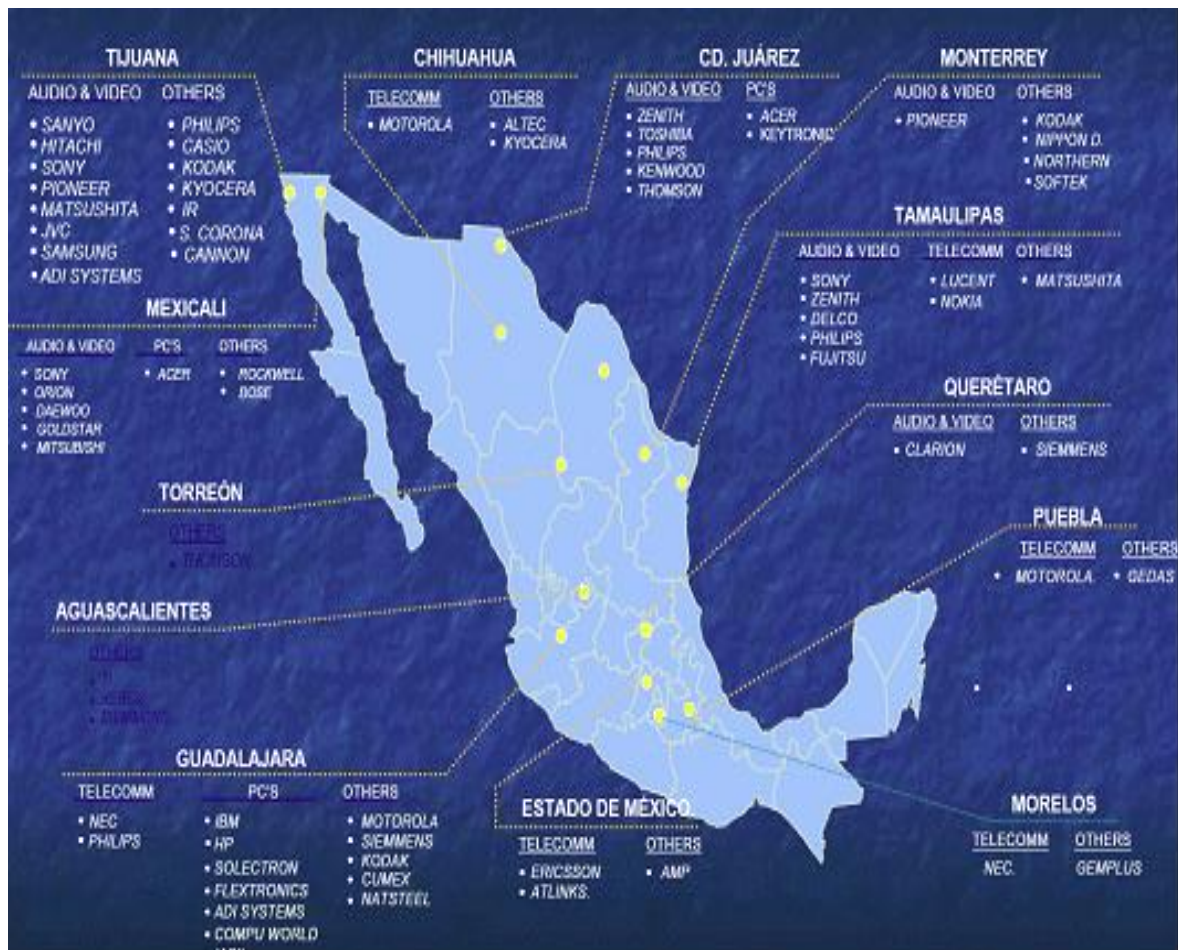 TIJUANA
AUDIO & VIDEO
• SANYO
• HITACHI
• SONY
• PIONEER
• MATSUSHITA
• JVC
• SAMSUNG
• ADI SYSTEMS
OTHERS
• PHILIPS
• CASIO
• KODAK
• KYOCERA
• IR
• S. CORONA
• CANNON
CHIHUAHUA
TELECOMM
• MOTOROLA
OTHERS
• ALTEC
• KYOCERA
CD. JUÁREZ
AUDIO & VIDEO
• ZENITH
• TOSHIBA
• PHILIPS
• KENWOOD
• THOMSON
PC'S
• ACER
• KEYTRONIC
MONTERREY
AUDIO & VIDEO
• PIONEER
OTHERS
• KODAK
• NIPPON D.
• NORTHERN
• SOFTEK
TAMAULIPAS
AUDIO & VIDEO
• SONY
• ZENITH
• DELCO
• PHILIPS
• FUJITSU
TELECOMM
• LUCENT
• NOKIA
OTHERS
• MATSUSHITA
MEXICALI
AUDIO & VIDEO
• SONY
• ORION
• DAEWOO
• GOLDSTAR
• MITSUBISHI
PC'S
• ACER
OTHERS
• ROCKWELL
• BOSE
QUERÉTARO
AUDIO & VIDEO
• CLARION
OTHERS
• SIEMMENS
TORREÓN
OTHERS
• THOMSON
PUEBLA
TELECOMM
• MOTOROLA
OTHERS
• GEDAS
AGUASCALIENTES
OTHERS
GUADALAJARA
TELECOMM
• NEC
• PHILIPS
PC'S
• IBM
• HP
• SOLECTRON
• FLEXTRONICS
• ADI SYSTEMS
• COMPU WORLD
OTHERS
• MOTOROLA
• SIEMMENS
• KODAK
• CUMEX
• NATSTEEL
ESTADO DE MÉXICO
TELECOMM
• ERICSSON
• ATLINKS.
OTHERS
• AMP
MORELOS
TELECOMM
NEC.
OTHERS
GEMPLUS